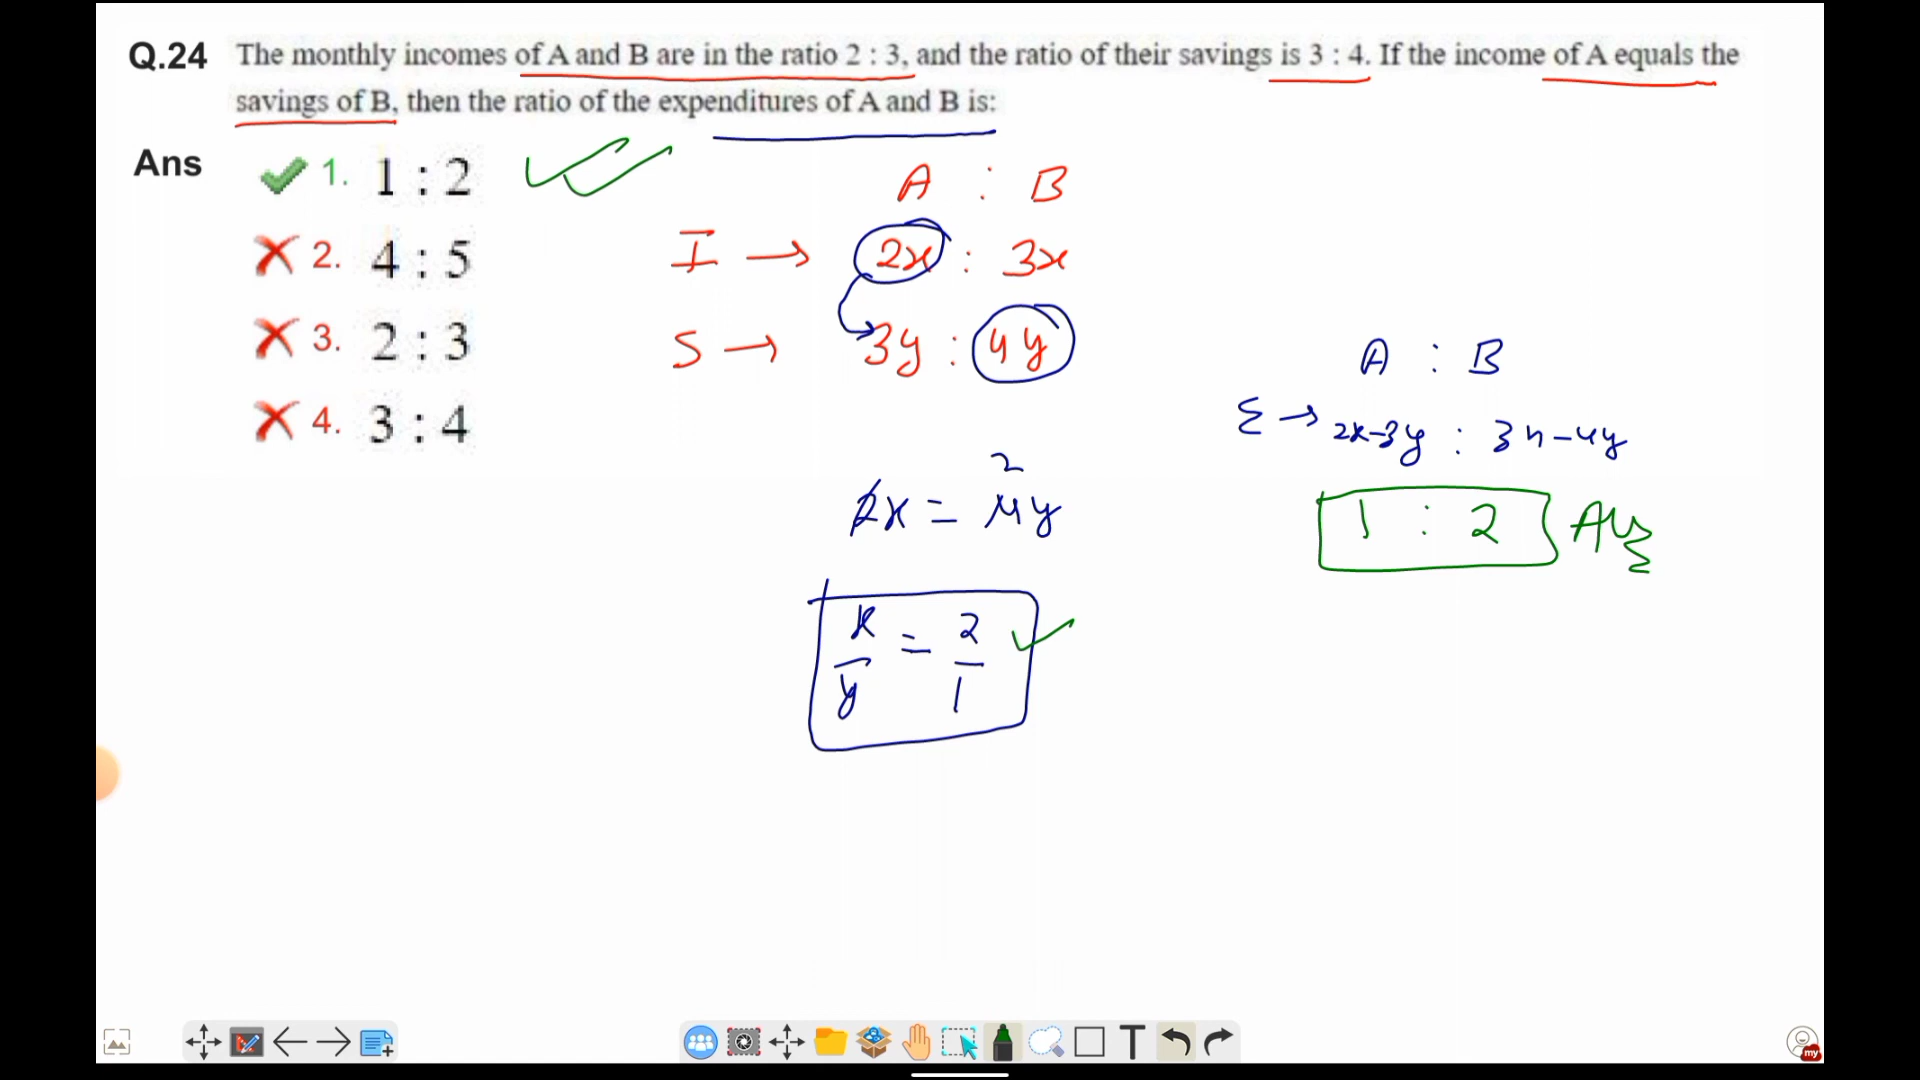 Q.24 The monthly incomes of A and B are in the ratio 2 : 3, and the ratio of their savings is 3 : 4. If the income of A equals the
savings of B, then the ratio of the expenditures of A and B is:
Ans 1. 1 : 2
2. 4 : 5
3. 2 : 3
4. 3 : 4
A : B
I → 2x : 3x
S → 3y : 4y
A : B
E → 2x-3y : 3x-4y
1 : 2 Ans
2
2x = 4y
x/y = 2/1
T
my